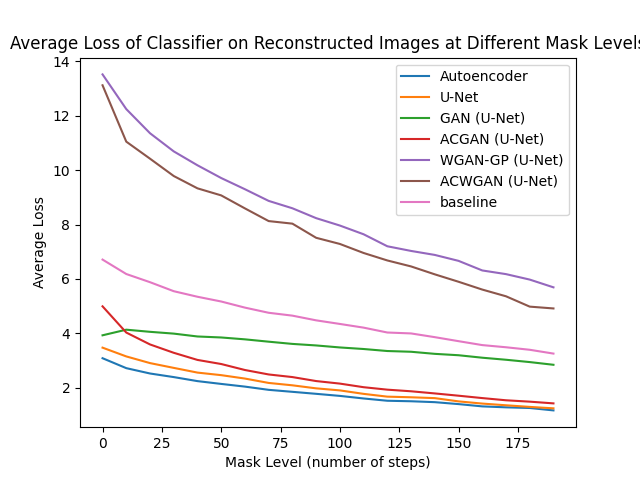 Average Loss of Classifier on Reconstructed Images at Different Mask Levels
14
12
10
8
6
4
2
Average Loss
Autoencoder
U-Net
GAN (U-Net)
ACGAN (U-Net)
WGAN-GP (U-Net)
ACWGAN (U-Net)
baseline
0 25 50 75 100 125 150 175
Mask Level (number of steps)